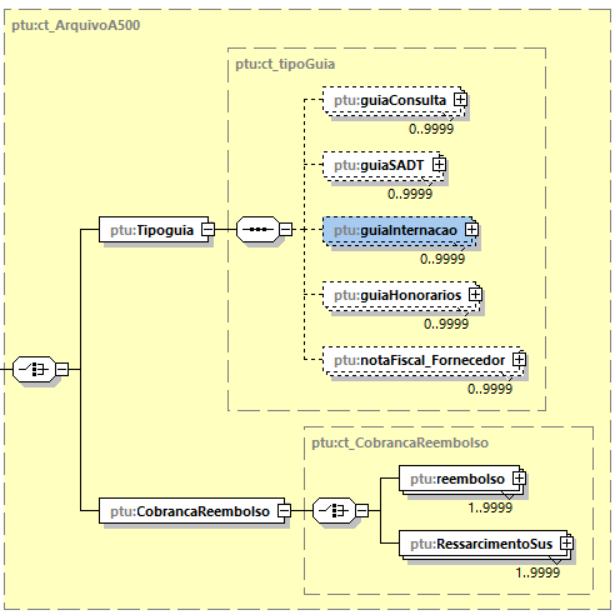 ptu:ct_ArquivoA500
ptu:ct_tipoGuia
ptu:guiaConsulta
0..9999
ptu:guiaSADT
0..9999
ptu:Tipoguia
ptu:guiaInternacao
0..9999
ptu:guiaHonorarios
0..9999
ptu:notaFiscal_Fornecedor
0..9999
ptu:ct_CobrancaReembolso
ptu:reembolso
1..9999
ptu:CobrancaReembolso
ptu:RessarcimentoSus
1..9999